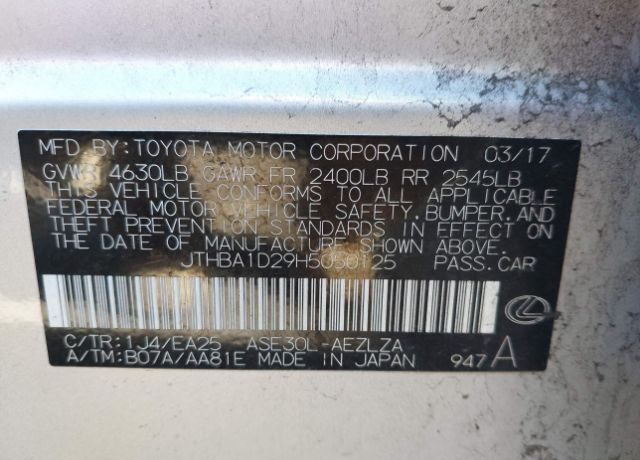 MFD. BY: TOYOTA MOTOR CORPORATION 03/17
GVWR 4630LB GAWR FR 2400LB RR 2545LB
THIS VEHICLE CONFORMS TO ALL APPLICABLE
FEDERAL MOTOR VEHICLE SAFETY, BUMPER, AND
THEFT PREVENTION STANDARDS IN EFFECT ON
THE DATE OF MANUFACTURE SHOWN ABOVE.
JTHBA1D29H5050125 PASS.CAR
C/TR:1J4/EA25 ASE30L-AEZLZA
A/TM:B07A/AA81E MADE IN JAPAN 947 A